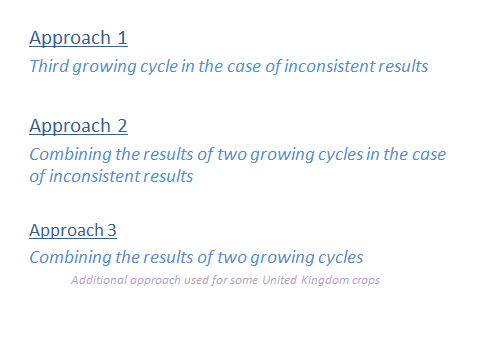 Approach 1
Third growing cycle in the case of inconsistent results
Approach 2
Combining the results of two growing cycles in the case
of inconsistent results
Approach 3
Combining the results of two growing cycles
Additional approach used for some United Kingdom crops